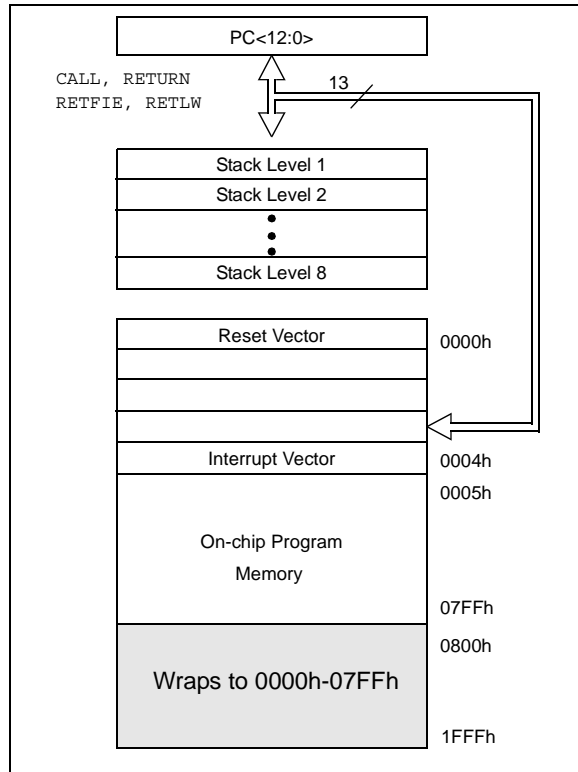 PC<12:0>
CALL, RETURN
RETFIE, RETLW
13
Stack Level 1
Stack Level 2
Stack Level 8
Reset Vector
0000h
Interrupt Vector
0004h
0005h
On-chip Program
Memory
07FFh
0800h
Wraps to 0000h-07FFh
1FFFh